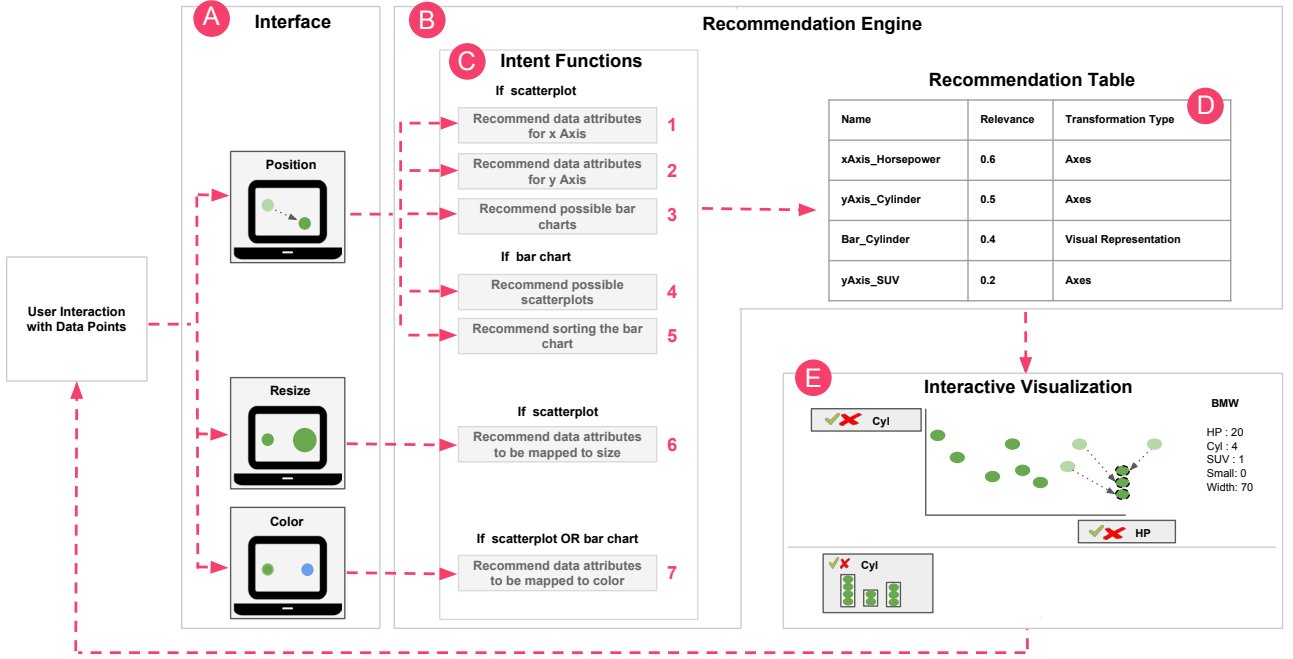 A
Interface
B
Recommendation Engine
C
Intent Functions
If scatterplot
Recommend data attributes
for x Axis
1
Recommend data attributes
for y Axis
2
Recommend possible bar
charts
3
If bar chart
Recommend possible
scatterplots
4
Recommend sorting the bar
chart
5
If scatterplot
Recommend data attributes
to be mapped to size
6
If scatterplot OR bar chart
Recommend data attributes
to be mapped to color
7
Position
Resize
Color
User Interaction
with Data Points
Recommendation Table
D
Name Relevance Transformation Type
xAxis_Horsepower 0.6 Axes
yAxis_Cylinder 0.5 Axes
Bar_Cylinder 0.4 Visual Representation
yAxis_SUV 0.2 Axes
E
Interactive Visualization
Cyl
BMW
HP : 20
Cyl : 4
SUV : 1
Small: 0
Width: 70
HP
Cyl